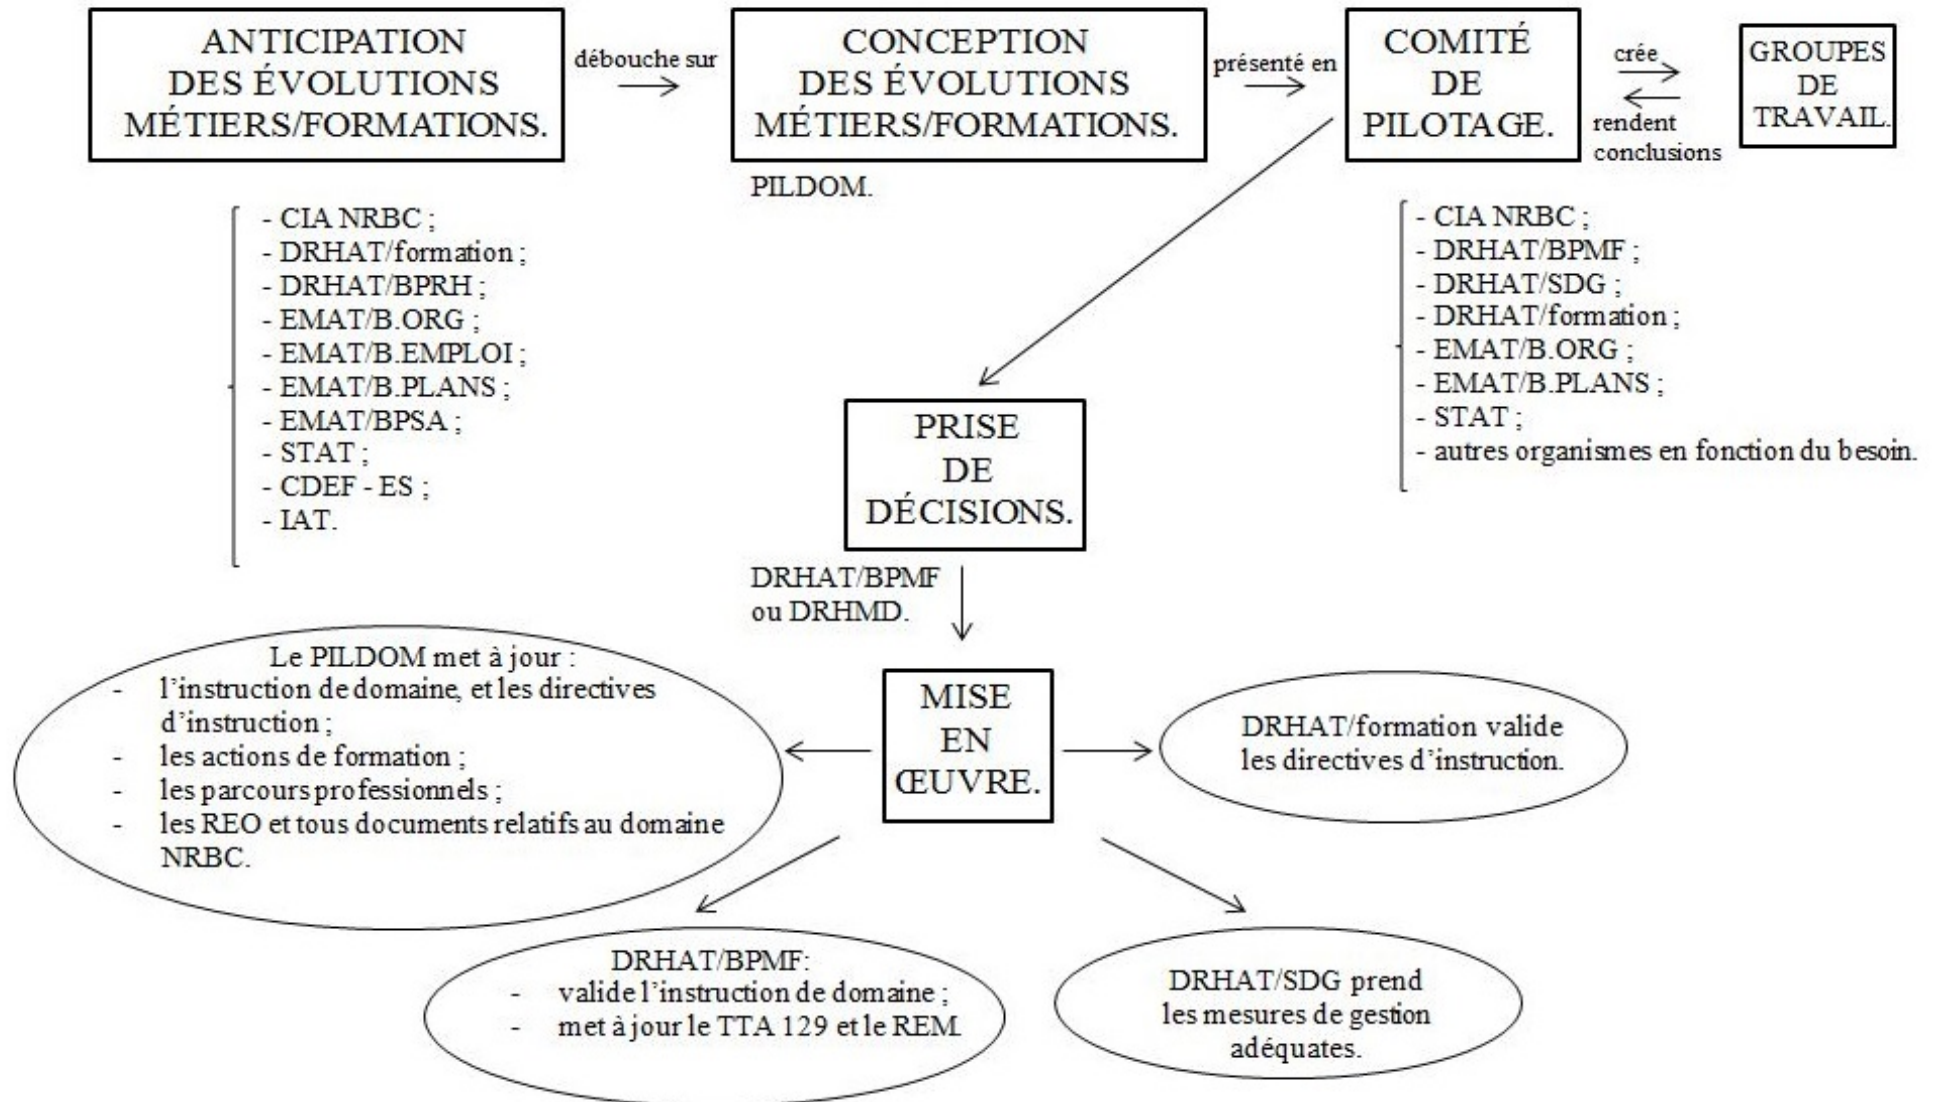 ANTICIPATION
DES ÉVOLUTIONS
MÉTIERS/FORMATIONS.
débouche sur
CONCEPTION
DES ÉVOLUTIONS
MÉTIERS/FORMATIONS.
présenté en
COMITÉ
DE
PILOTAGE.
crée
rendent
conclusions
GROUPES
DE
TRAVAIL.
PILDOM.
- CIA NRBC ;
- DRHAT/formation ;
- DRHAT/BPRH ;
- EMAT/B.ORG ;
- EMAT/B.EMPLOI ;
- EMAT/B.PLANS ;
- EMAT/BPSA ;
- STAT ;
- CDEF - ES ;
- IAT.
- CIA NRBC ;
- DRHAT/BPMF ;
- DRHAT/SDG ;
- DRHAT/formation ;
- EMAT/B.ORG ;
- EMAT/B.PLANS ;
- STAT ;
- autres organismes en fonction du besoin.
PRISE
DE
DÉCISIONS.
DRHAT/BPMF
ou DRHMD.
MISE
EN
ŒUVRE.
Le PILDOM met à jour :
- l’instruction de domaine, et les directives
d’instruction ;
- les actions de formation ;
- les parcours professionnels ;
- les REO et tous documents relatifs au domaine
NRBC.
DRHAT/formation valide
les directives d’instruction.
DRHAT/BPMF:
- valide l’instruction de domaine ;
- met à jour le TTA 129 et le REM.
DRHAT/SDG prend
les mesures de gestion
adéquates.